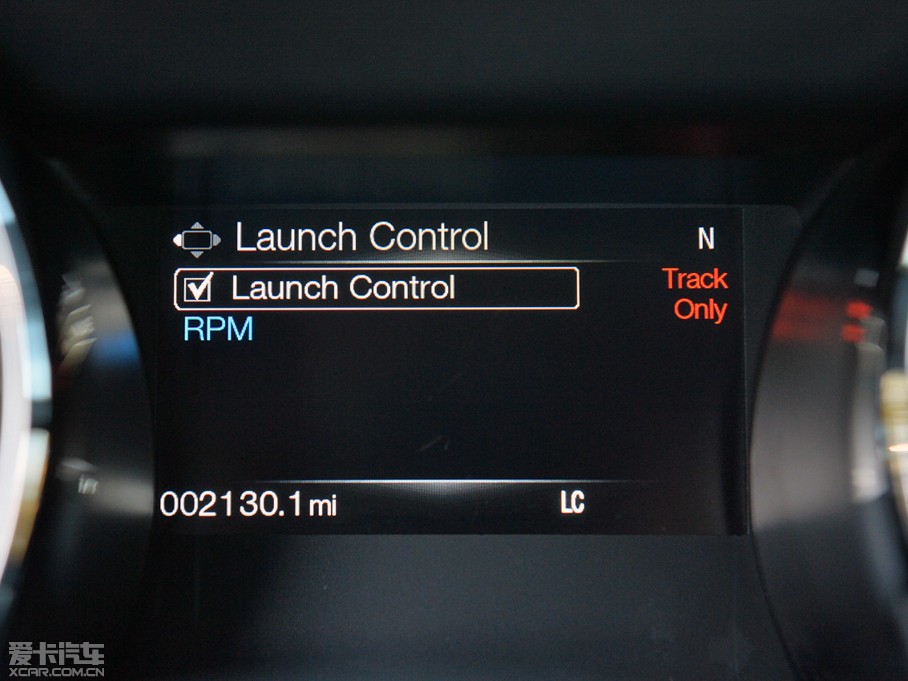 Launch Control N
Launch Control
Track
Only
RPM
002130.1 mi LC
爱卡汽车
XCAR.COM.CN